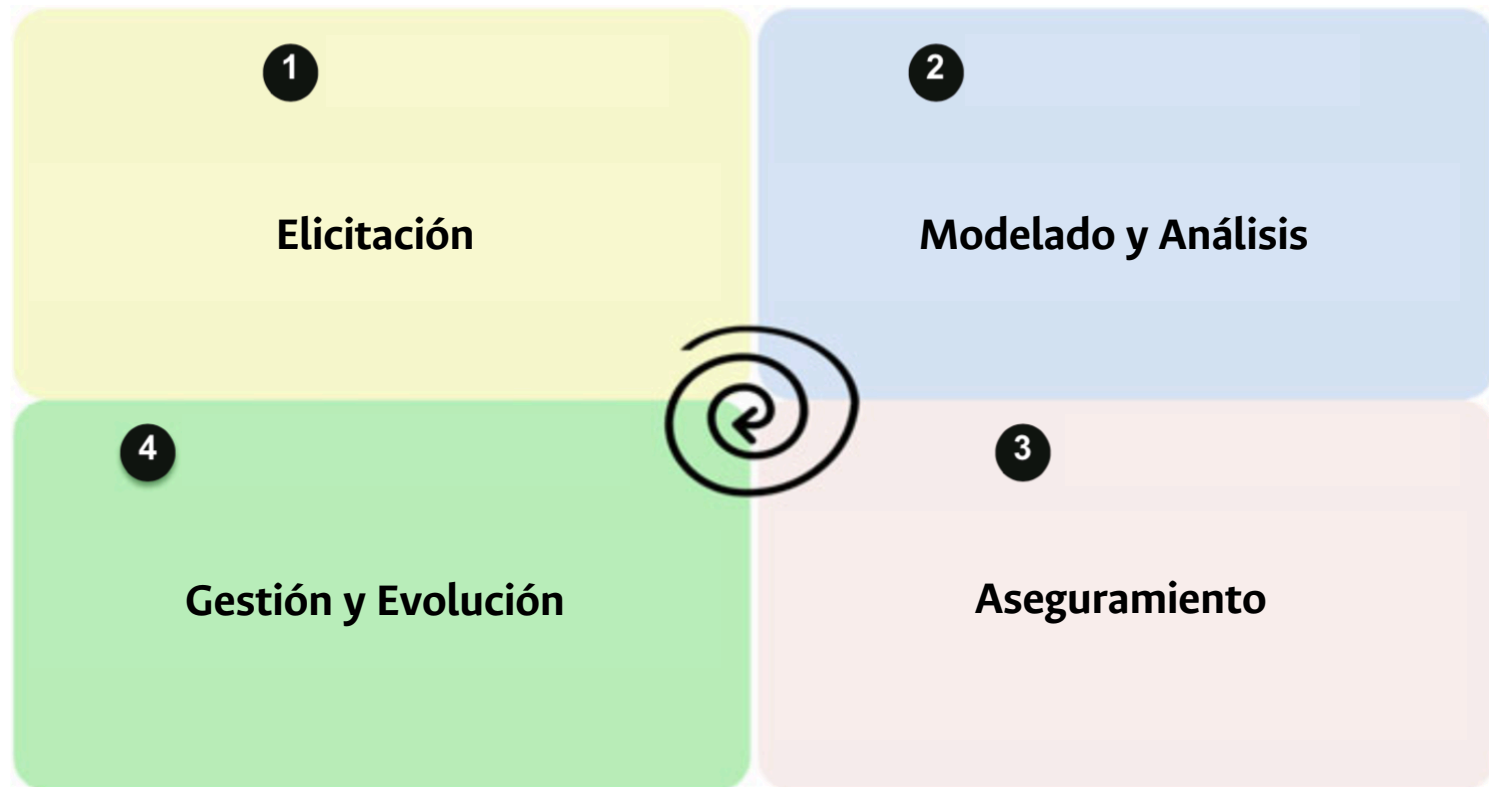 1
Elicitación
2
Modelado y Análisis
4
Gestión y Evolución
3
Aseguramiento